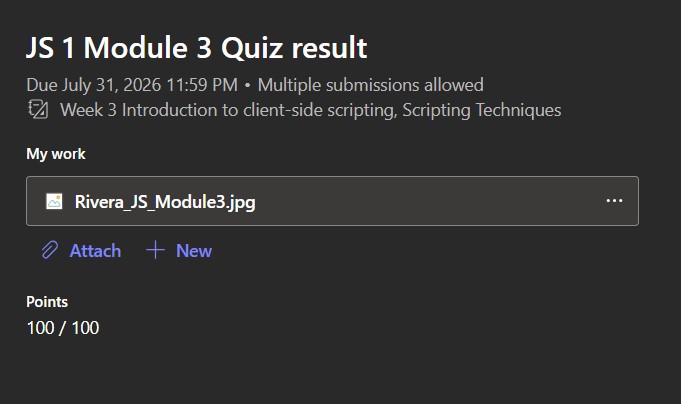 JS 1 Module 3 Quiz result
Due July 31, 2026 11:59 PM • Multiple submissions allowed
Week 3 Introduction to client-side scripting, Scripting Techniques
My work
Rivera_JS_Module3.jpg
Attach New
Points
100 / 100